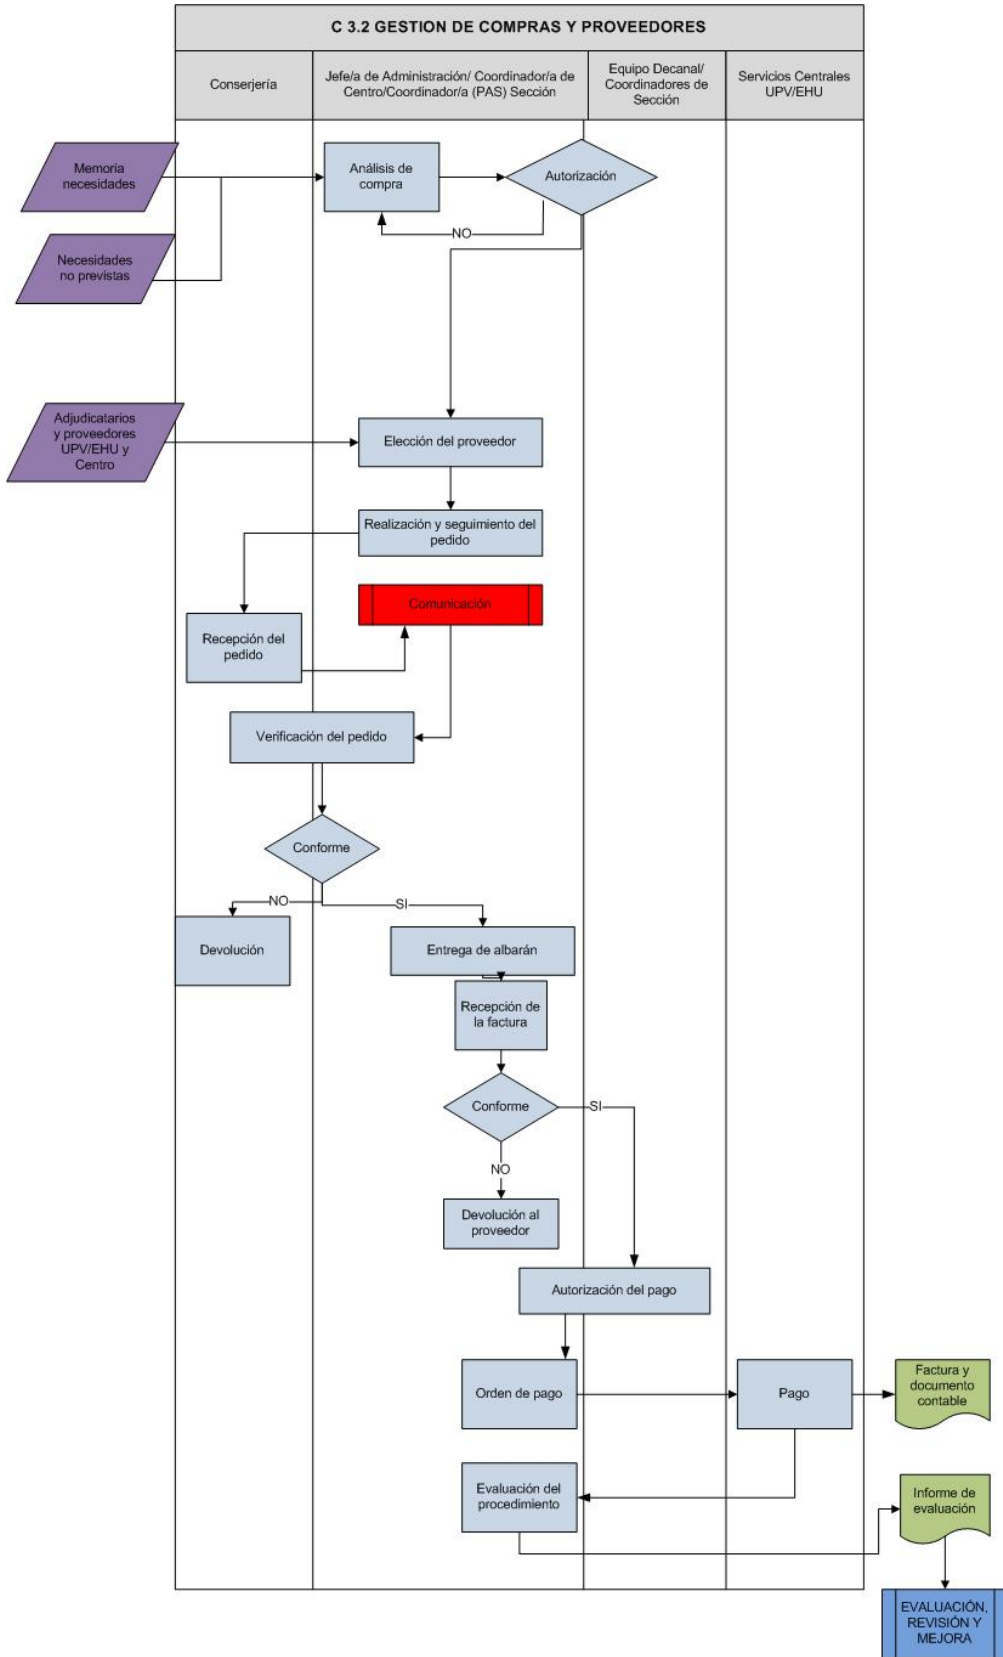 C 3.2 GESTION DE COMPRAS Y PROVEEDORES
Conserjería
Jefe/a de Administración/ Coordinador/a de
Centro/Coordinador/a (PAS) Sección
Equipo Decanal/
Coordinadores de
Sección
Servicios Centrales
UPV/EHU
Memoria
necesidades
Análisis de
compra
Autorización
NO
Necesidades
no previstas
Adjudicatarios
y proveedores
UPV/EHU y
Centro
Elección del proveedor
Realización y seguimiento del
pedido
Comunicación
Recepción del
pedido
Verificación del pedido
Conforme
NO
SI
Devolución
Entrega de albarán
Recepción de
la factura
Conforme
SI
NO
Devolución al
proveedor
Autorización del pago
Orden de pago
Pago
Factura y
documento
contable
Evaluación del
procedimiento
Informe de
evaluación
EVALUACIÓN,
REVISIÓN Y
MEJORA